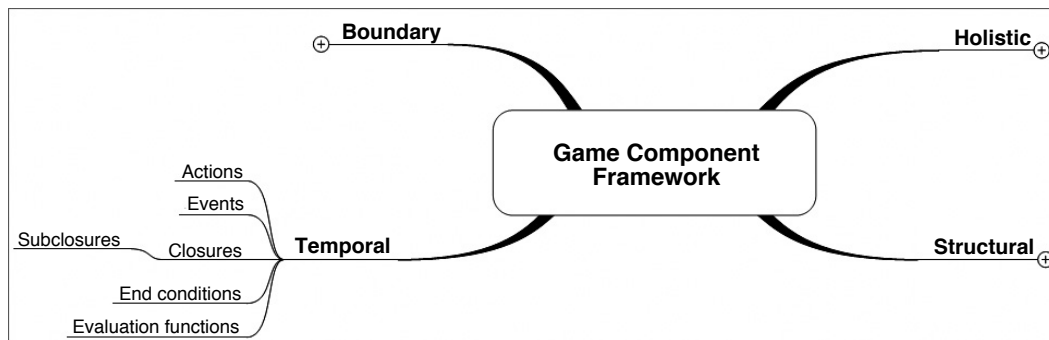 Boundary
Holistic
Game Component
Framework
Actions
Events
Subclosures
Closures
Temporal
Structural
End conditions
Evaluation functions